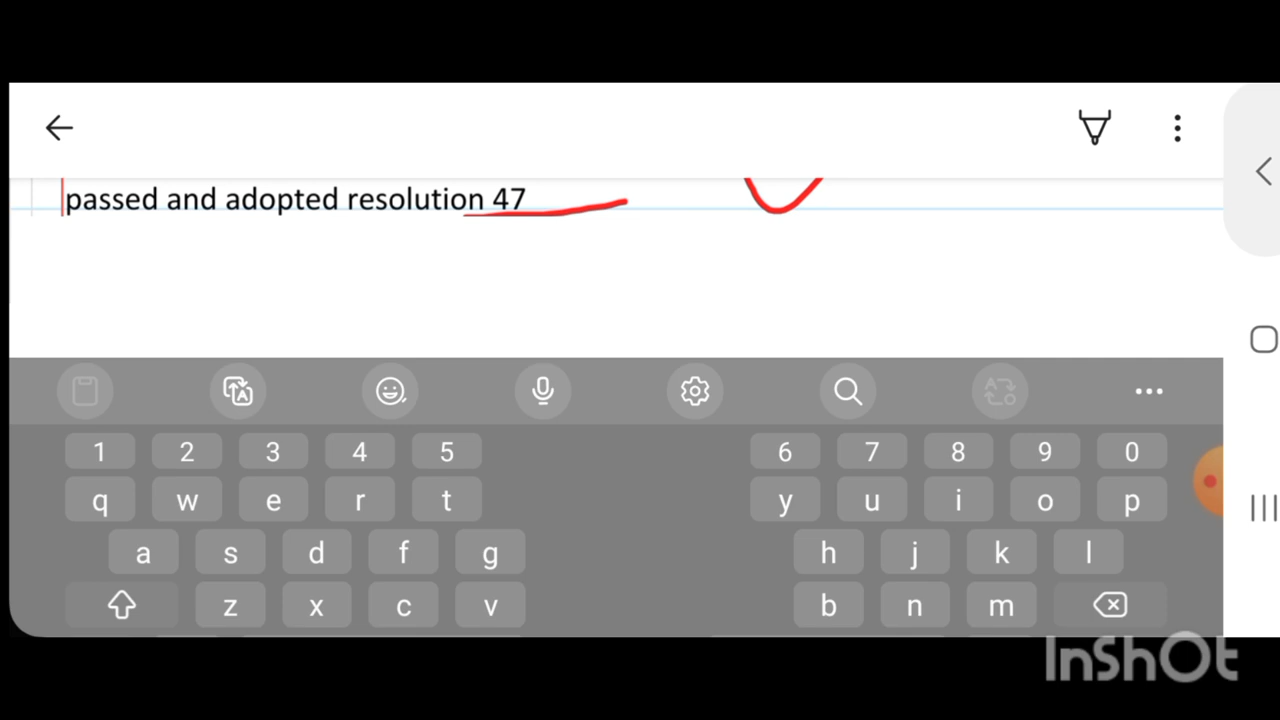 passed and adopted resolution 47
1 2 3 4 5 6 7 8 9 0
q w e r t y u i o p
a s d f g h j k l
z x c v b n m
InShOt